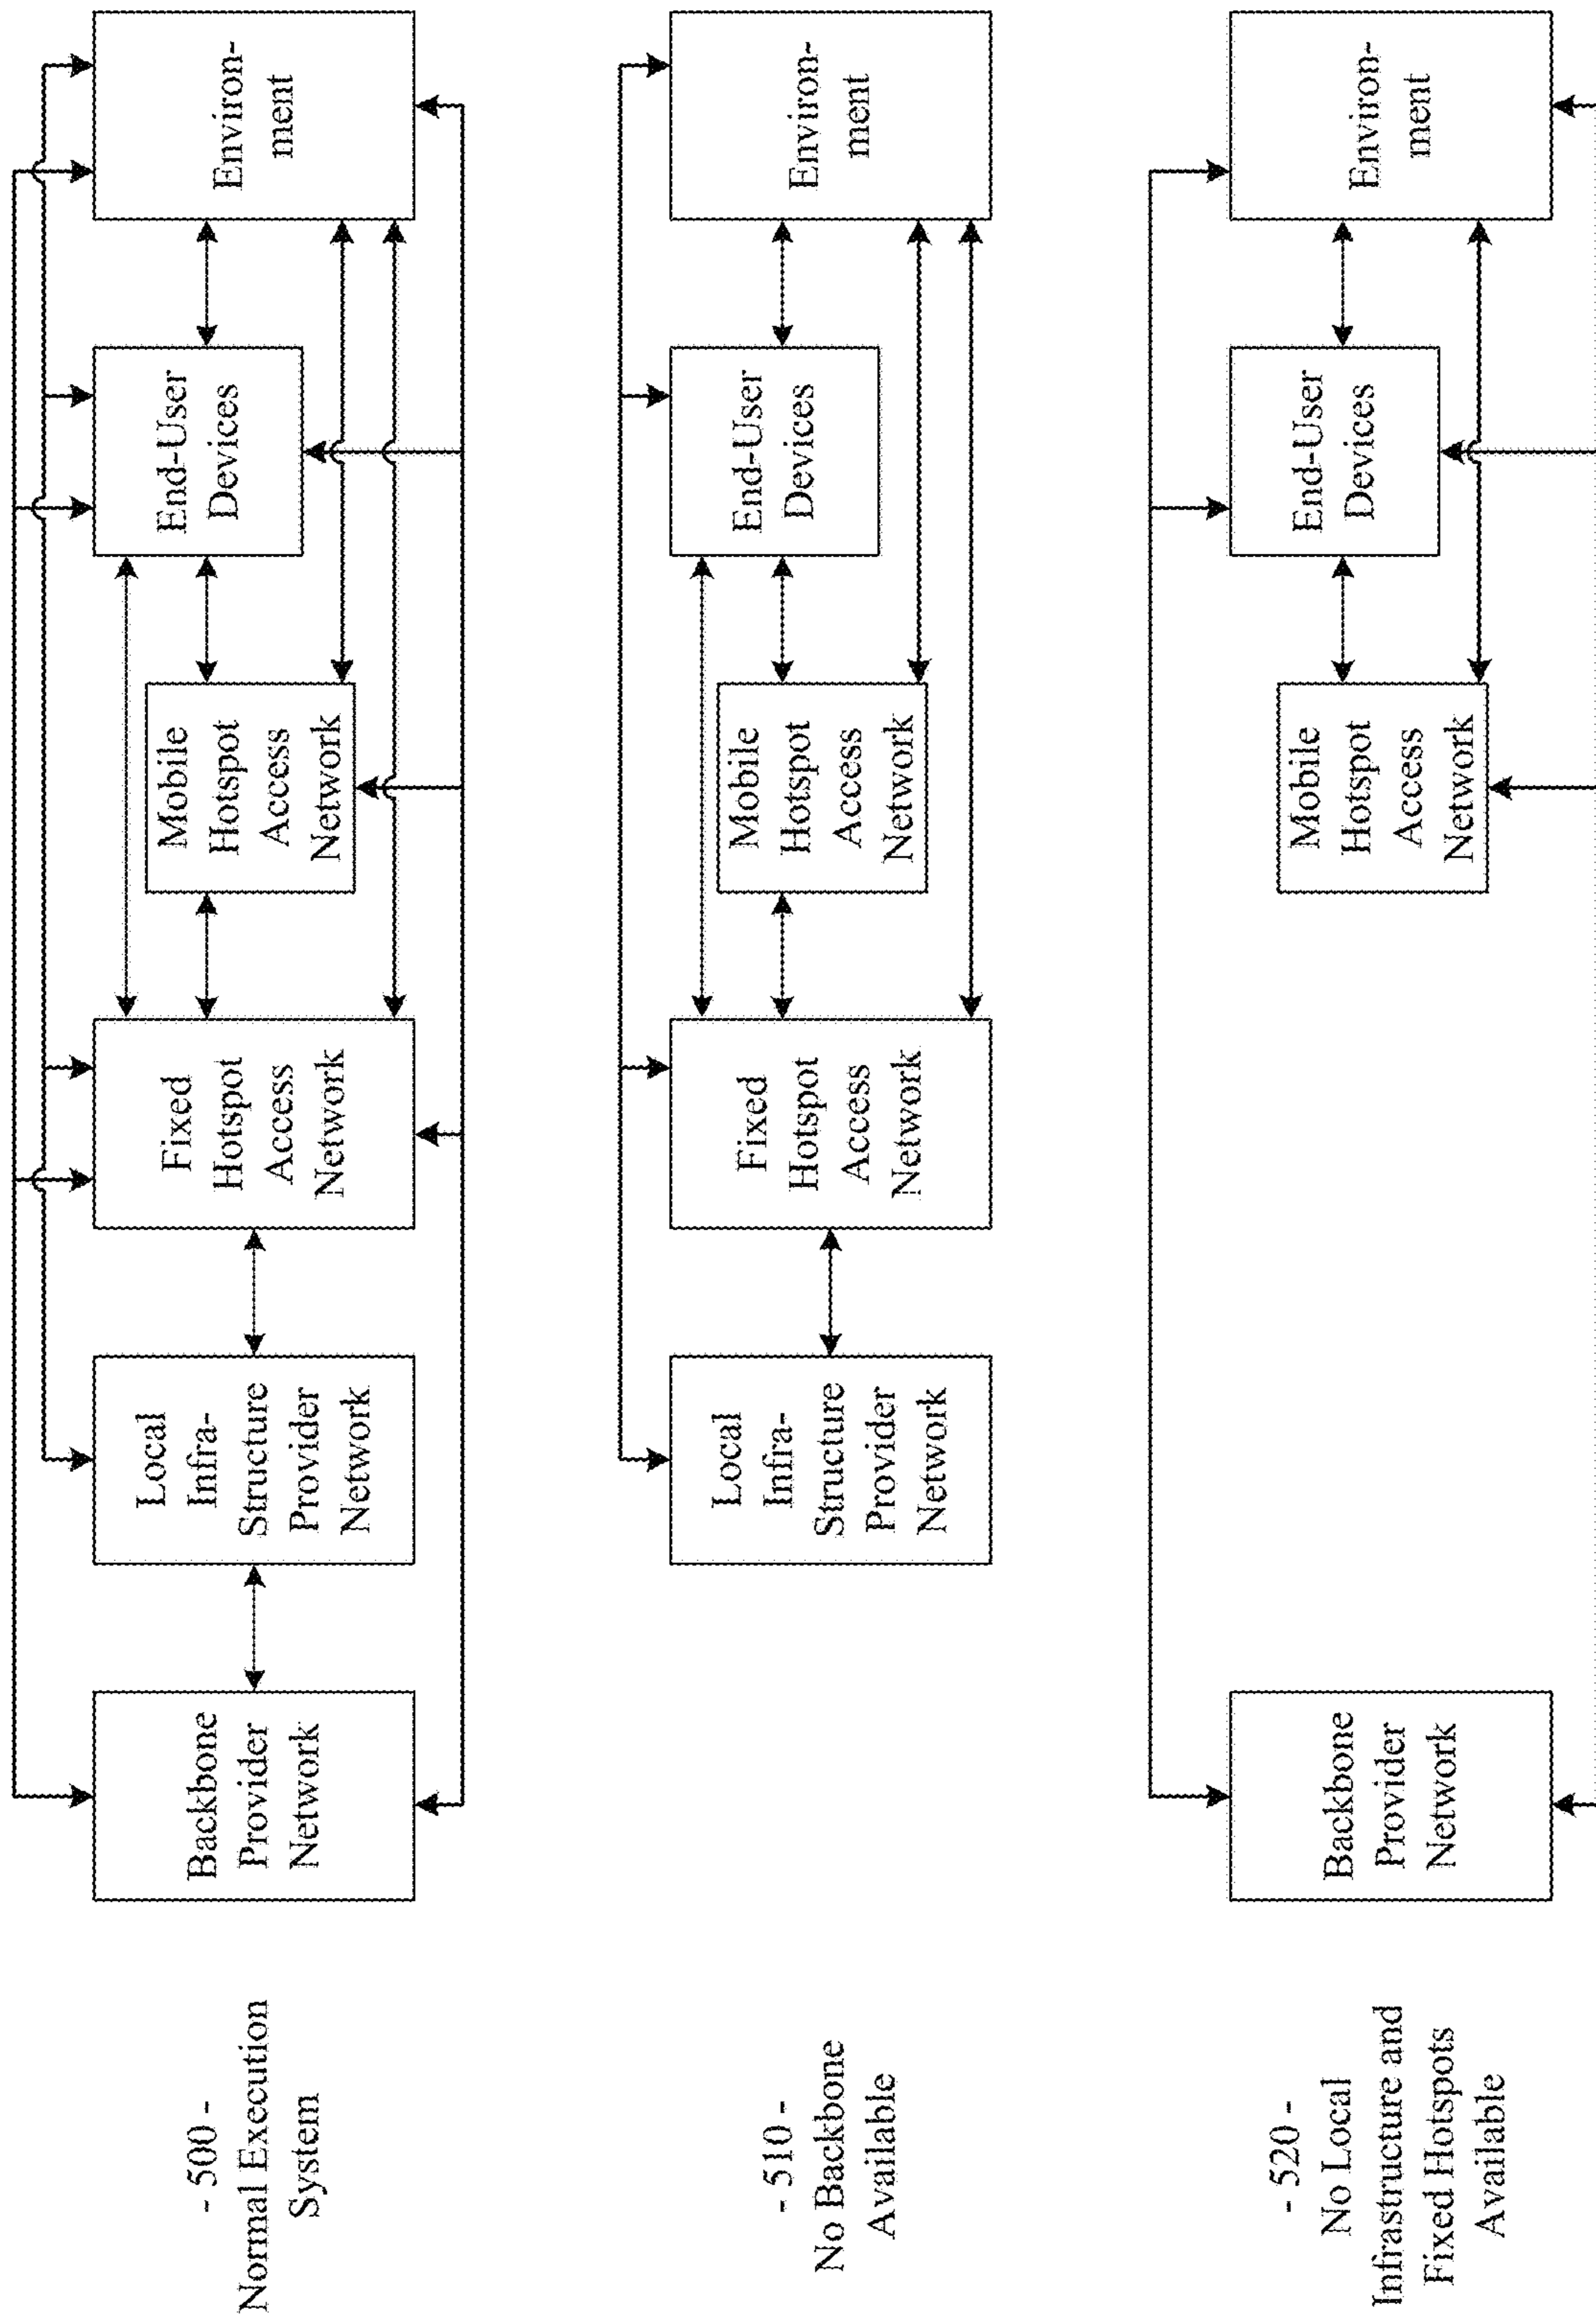 - 500 -
Normal Execution
System
Backbone
Provider
Network
Local
Infra-
Structure
Provider
Network
Fixed
Hotspot
Access
Network
Mobile
Hotspot
Access
Network
End-User
Devices
Environ-
ment
- 510 -
No Backbone
Available
Local
Infra-
Structure
Provider
Network
Fixed
Hotspot
Access
Network
Mobile
Hotspot
Access
Network
End-User
Devices
Environ-
ment
- 520 -
No Local
Infrastructure and
Fixed Hotspots
Available
Backbone
Provider
Network
Mobile
Hotspot
Access
Network
End-User
Devices
Environ-
ment